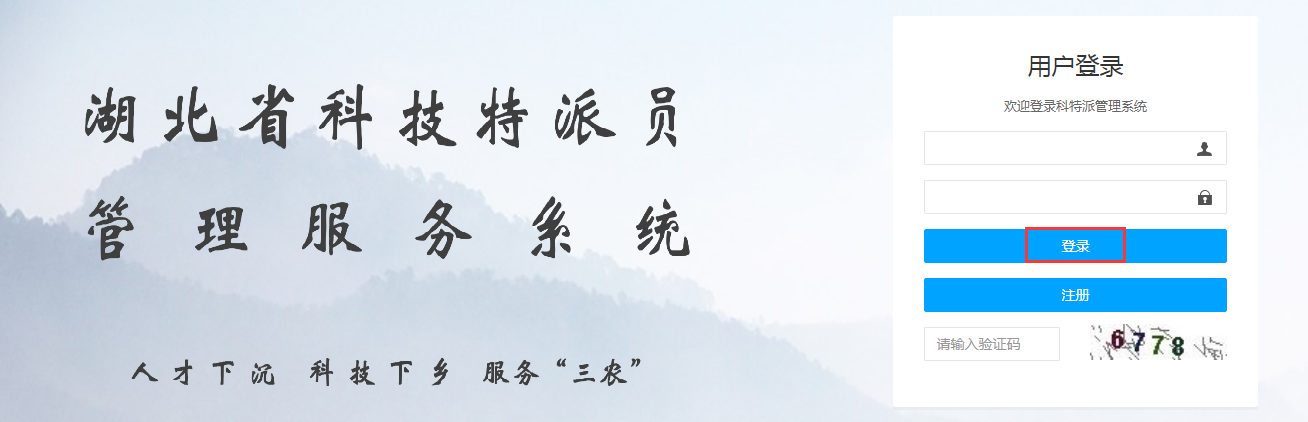 湖北省科技特派员
管理服务系统
人才下沉 科技下乡 服务“三农”
用户登录
欢迎登录科特派管理系统
登录
注册
请输入验证码
6778